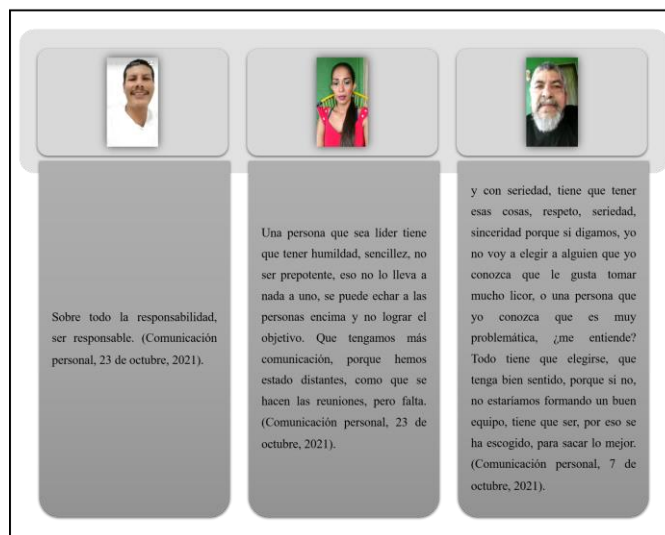 Sobre todo la responsabilidad,
ser responsable. (Comunicación
personal, 23 de octubre, 2021).
Una persona que sea líder tiene
que tener humildad, sencillez, no
ser prepotente, eso no lo lleva a
nada a uno, se puede echar a las
personas encima y no lograr el
objetivo. Que tengamos más
comunicación, porque hemos
estado distantes, como que se
hacen las reuniones, pero falta.
(Comunicación personal, 23 de
octubre, 2021).
y con seriedad, tiene que tener
esas cosas, respeto, seriedad,
sinceridad porque si digamos, yo
no voy a elegir a alguien que yo
conozca que le gusta tomar
mucho licor, o una persona que
yo conozca que es muy
problemática, ¿me entiende?
Todo tiene que elegirse, que
tenga bien sentido, porque si no,
no estaríamos formando un buen
equipo, tiene que ser, por eso se
ha escogido, para sacar lo mejor.
(Comunicación personal, 7 de
octubre, 2021).